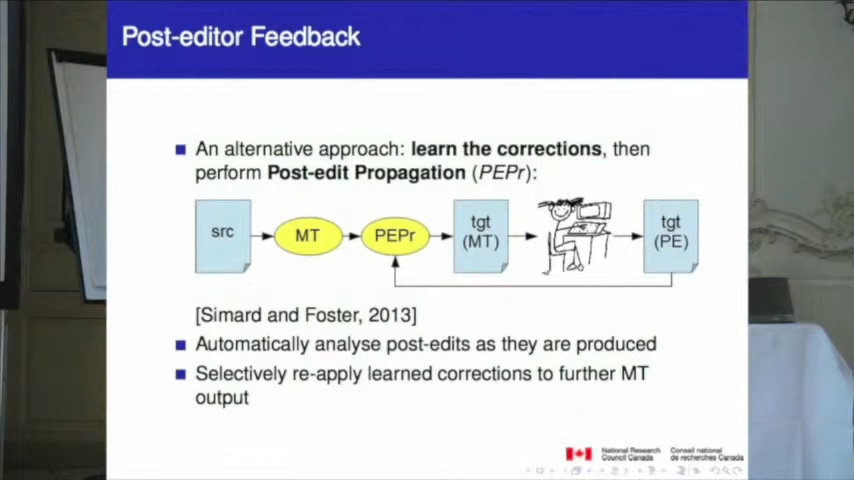 Post-editor Feedback
An alternative approach: learn the corrections, then
perform Post-edit Propagation (PEPr):
src
MT
PEPr
tgt
(MT)
tgt
(PE)
[Simard and Foster, 2013]
Automatically analyse post-edits as they are produced
Selectively re-apply learned corrections to further MT
output
National Research
Council Canada
Conseil national
de recherches Canada